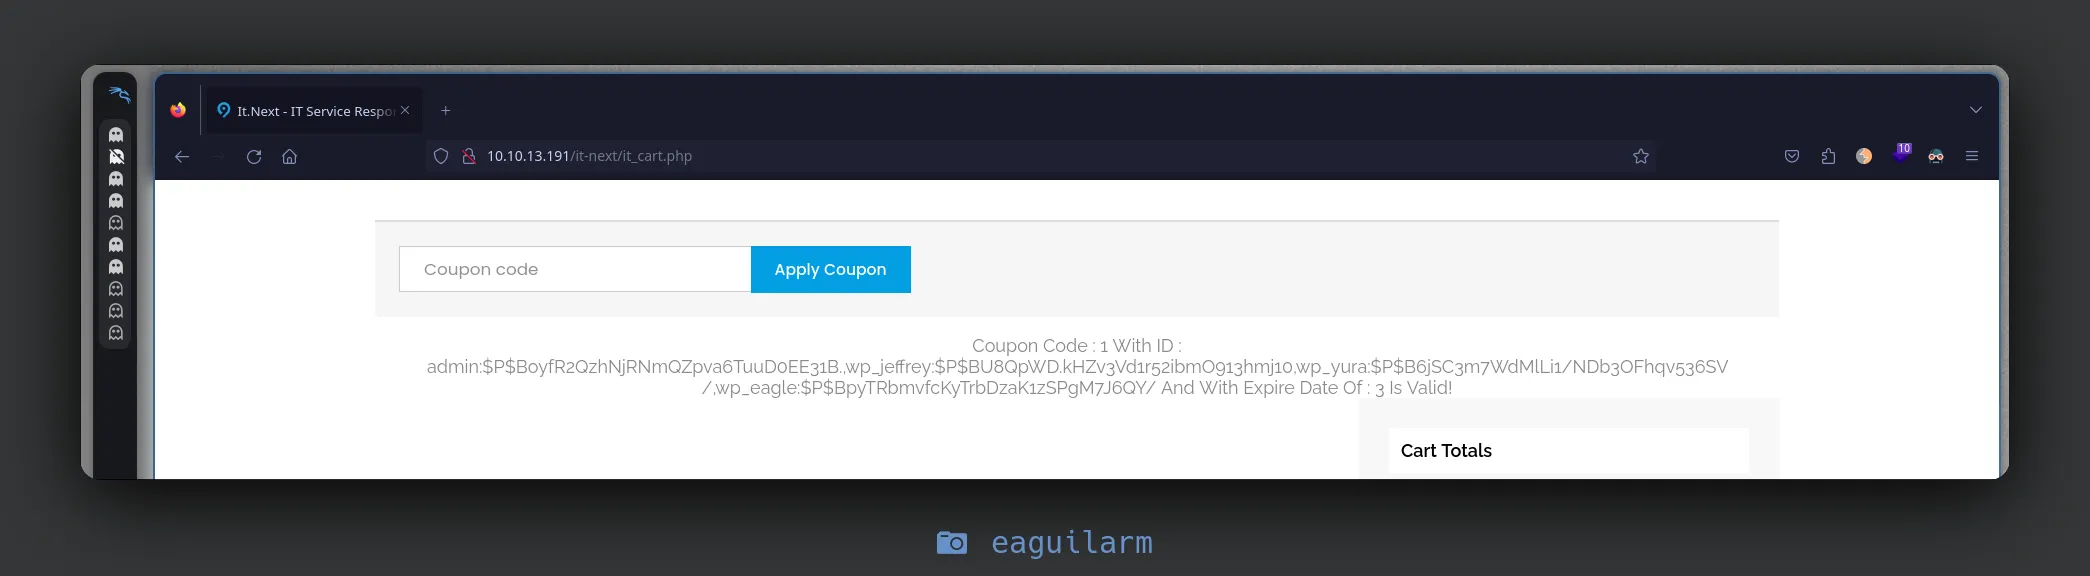 It.Next - IT Service Respo
10.10.13.191/it-next/it_cart.php
10
Coupon code
Apply Coupon
Coupon Code : 1 With ID :
admin:$P$BoyfR2QzhNjRNmQZpva6TuuD0EE31B.,wp_jeffrey:$P$BU8QpWD.kHZv3Vd1r52ibmO913hmj10,wp_yura:$P$B6jSC3m7WdMlLi1/NDb3OFhqv536SV
/,wp_eagle:$P$BpyTRbmvfcKyTrbDzaK1zSPgM7J6QY/ And With Expire Date Of : 3 Is Valid!
Cart Totals
eaguilarm